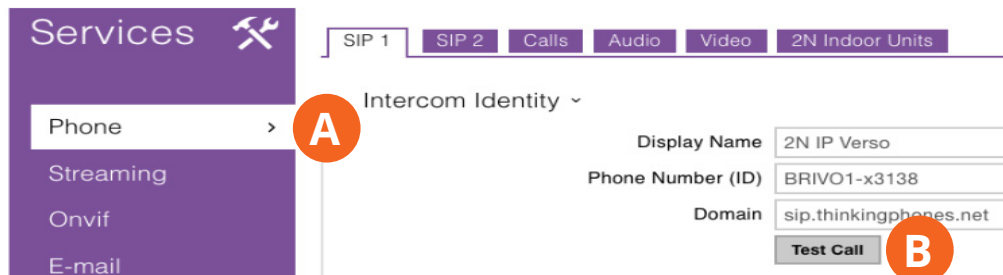 Services
SIP 1 SIP 2 Calls Audio Video 2N Indoor Units
Intercom Identity
Phone
A
Display Name 2N IP Verso
Streaming
Phone Number (ID) BRIVO1-x3138
Onvif
Domain sip.thinkingphones.net
Test Call
B
E-mail